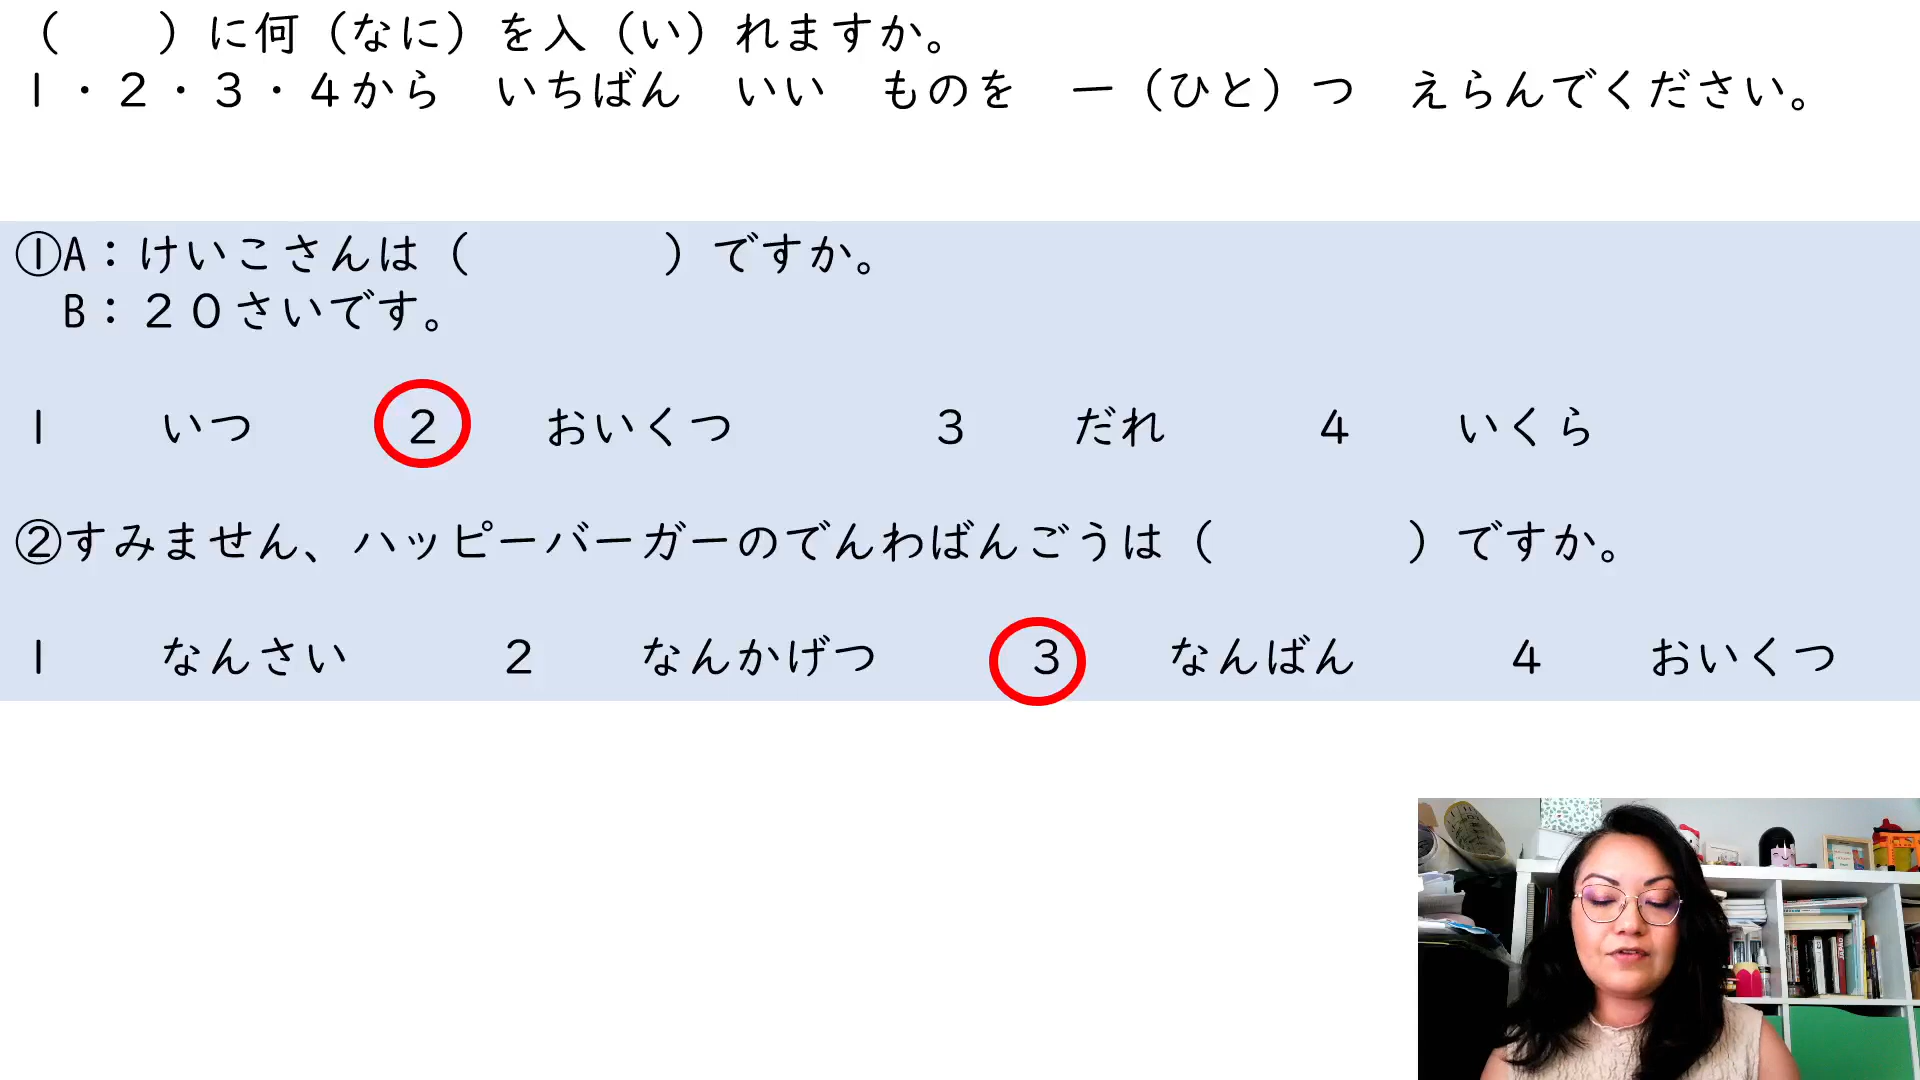 （　　）に何（なに）を入（い）れますか。
１・２・３・４から　いちばん　いい　ものを　一（ひと）つ　えらんでください。
①A：けいこさんは（　　　　）ですか。
B：２０さいです。
１　いつ　２　おいくつ　３　だれ　４　いくら
②すみません、ハッピーバーガーのでんわばんごうは（　　　　）ですか。
１　なんさい　２　なんかげつ　３　なんばん　４　おいくつ